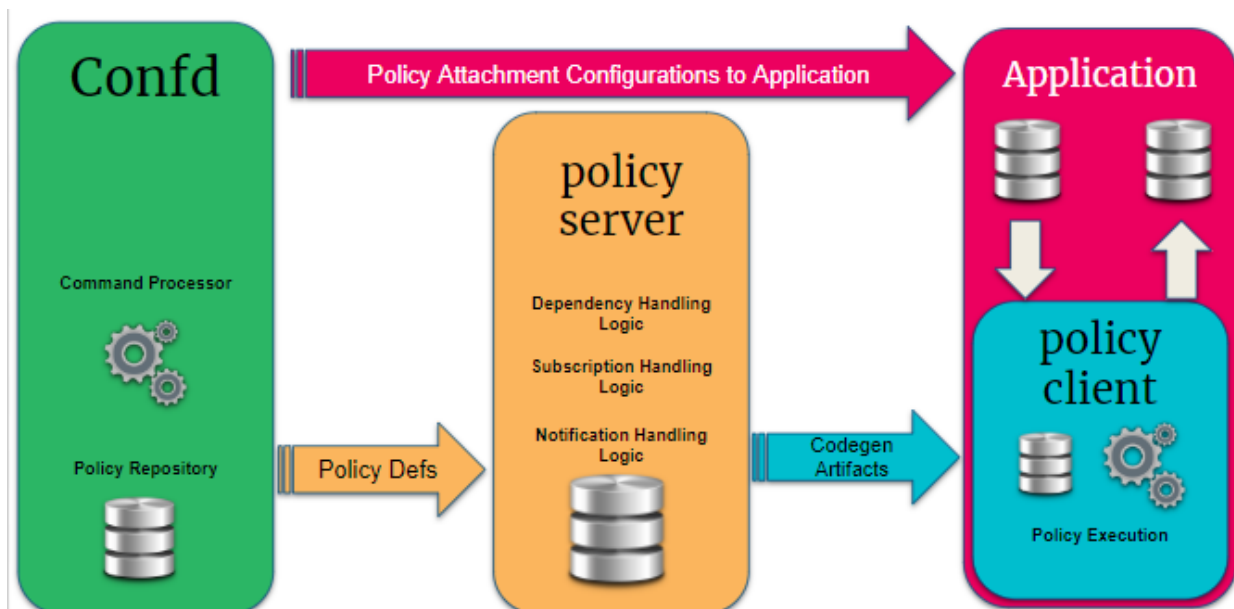 Confd
Policy Attachment Configurations to Application
Application
policy
server
Command Processor
Dependency Handling
Logic
Subscription Handling
Logic
Notification Handling
Logic
policy
client
Policy Repository
Policy Defs
Codegen
Artifacts
Policy Execution